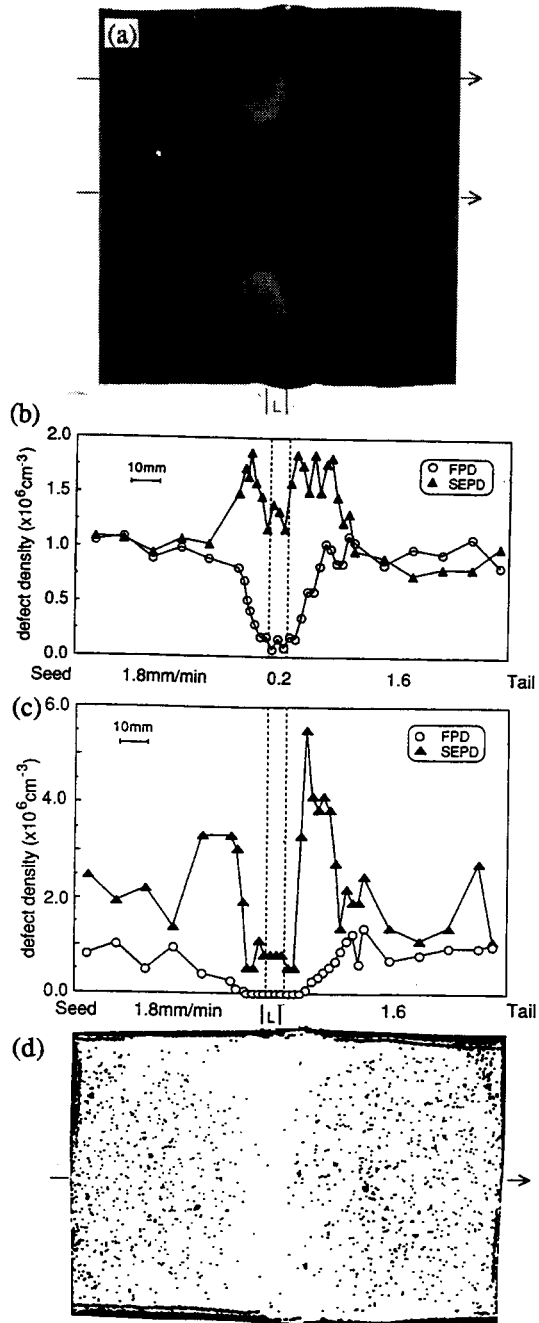 (a)
L
(b)
defect density (x10⁶cm⁻³)
2.0
1.5
1.0
0.5
0.0
10mm
FPD
SEPD
Seed 1.8mm/min 0.2 1.6 Tail
(c)
defect density (x10⁶cm⁻³)
6.0
4.0
2.0
0.0
10mm
FPD
SEPD
Seed 1.8mm/min L 1.6 Tail
(d)